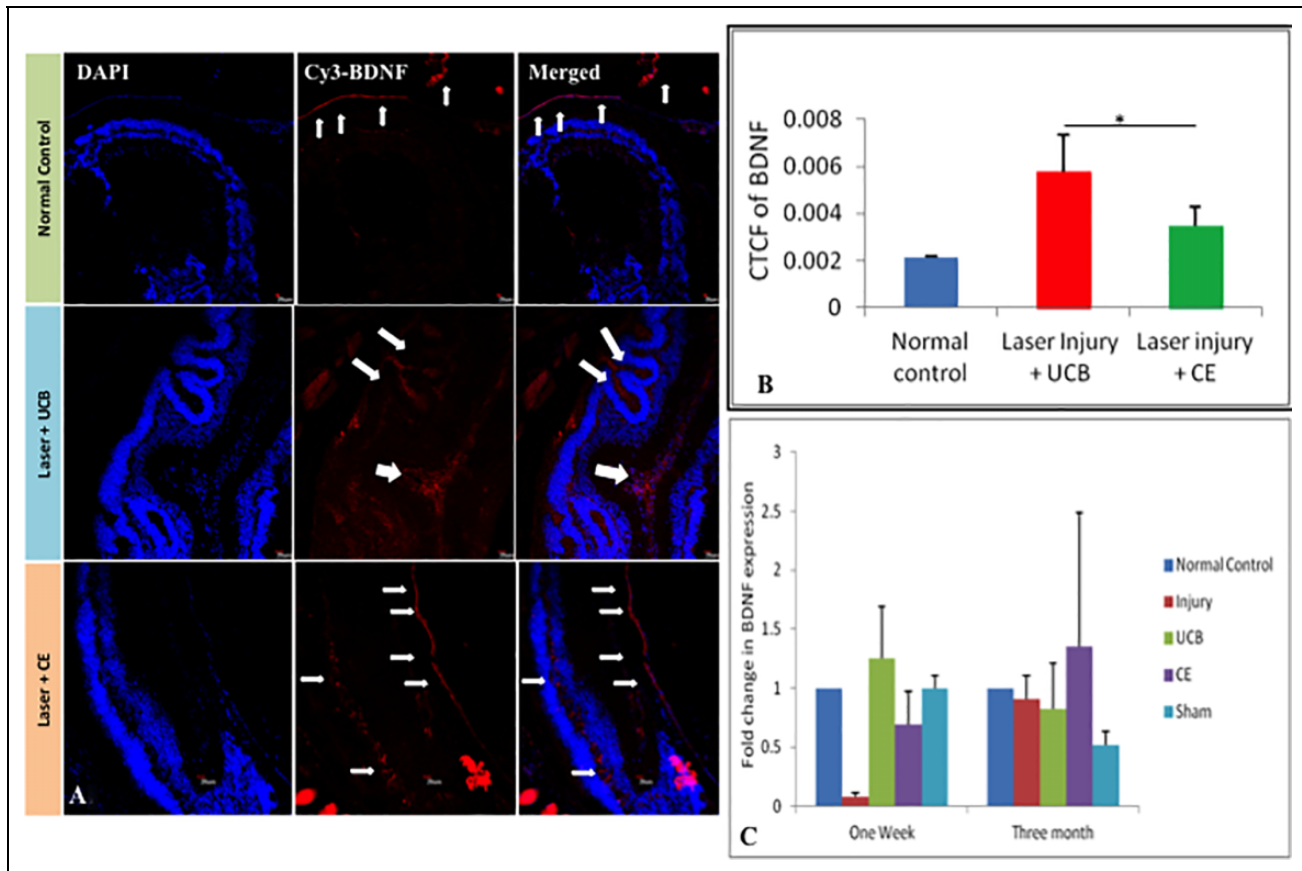 DAPI
Cy3-BDNF
Merged
Normal Control
Laser + UCB
Laser + CE
A
CTCF of BDNF
0.008
0.006
0.004
0.002
0
*
Normal
control
Laser Injury
+ UCB
Laser injury
+ CE
B
Fold change in BDNF expression
3
2.5
2
1.5
1
0.5
0
One Week
Three month
Normal Control
Injury
UCB
CE
Sham
C